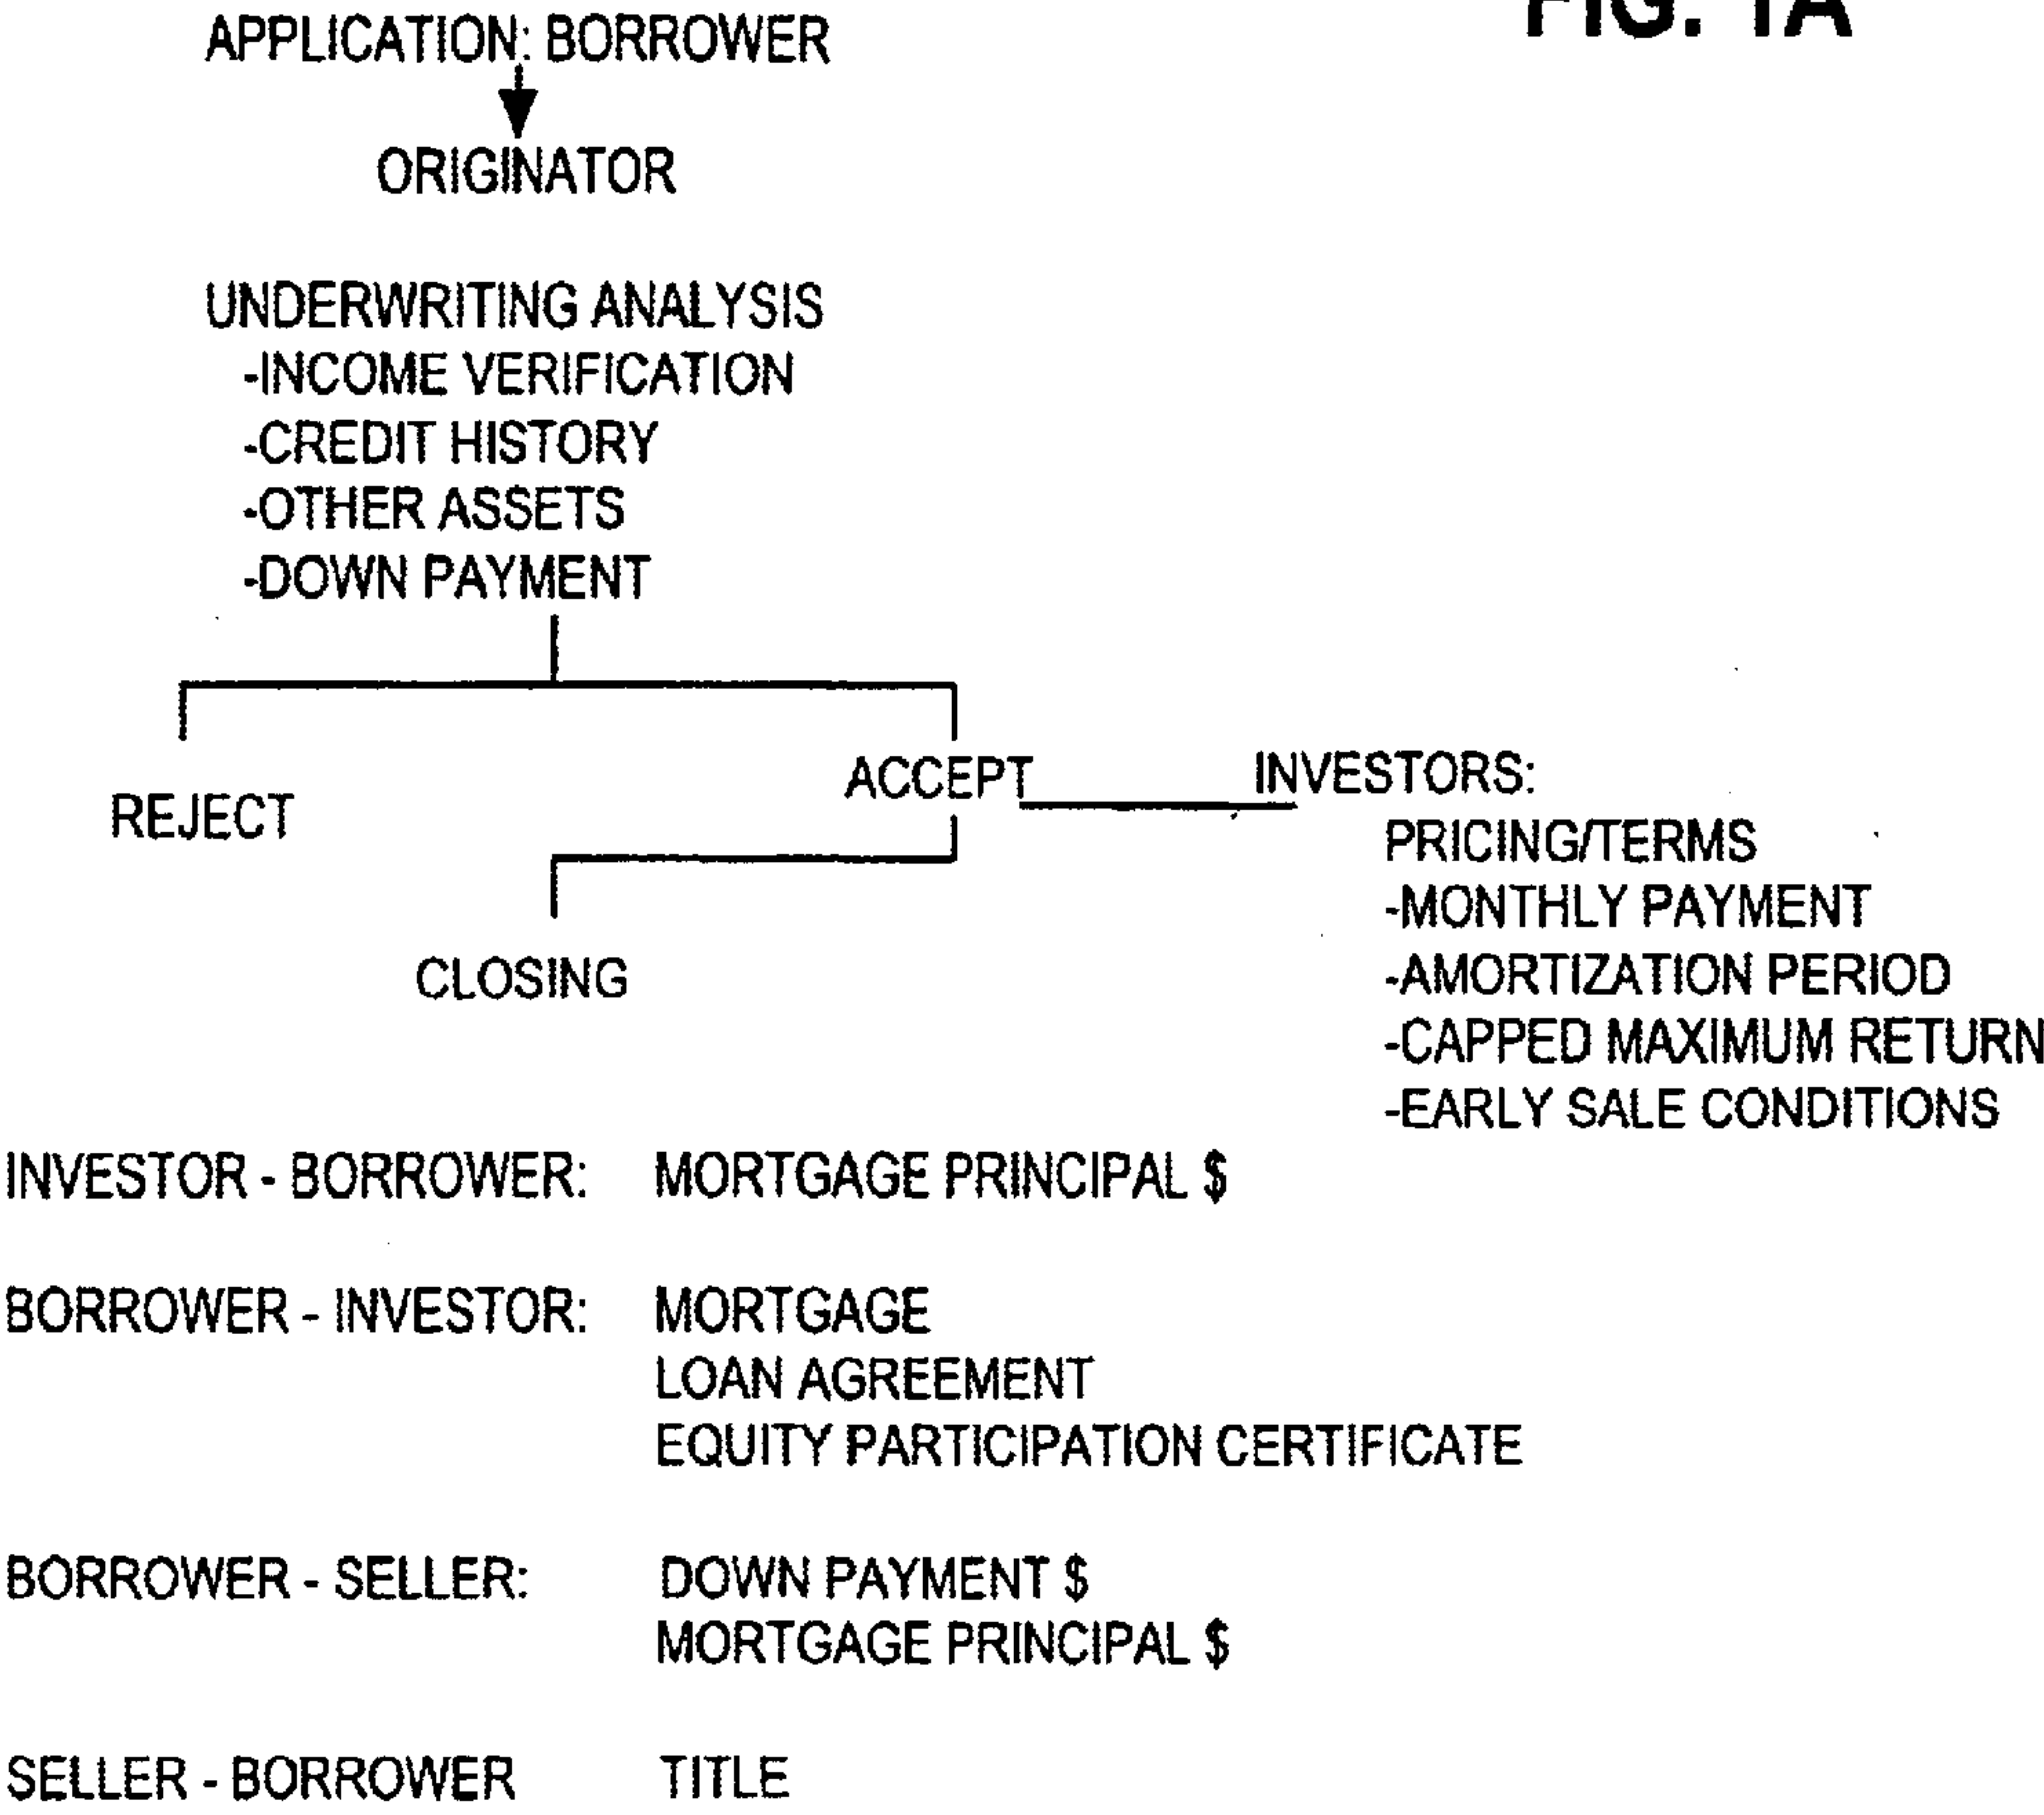 FIG. 1A
APPLICATION: BORROWER
ORIGINATOR
UNDERWRITING ANALYSIS
-INCOME VERIFICATION
-CREDIT HISTORY
-OTHER ASSETS
-DOWN PAYMENT
REJECT
ACCEPT
INVESTORS:
PRICING/TERMS
-MONTHLY PAYMENT
-AMORTIZATION PERIOD
-CAPPED MAXIMUM RETURN
-EARLY SALE CONDITIONS
CLOSING
INVESTOR - BORROWER: MORTGAGE PRINCIPAL $
BORROWER - INVESTOR: MORTGAGE
LOAN AGREEMENT
EQUITY PARTICIPATION CERTIFICATE
BORROWER - SELLER: DOWN PAYMENT $
MORTGAGE PRINCIPAL $
SELLER - BORROWER TITLE